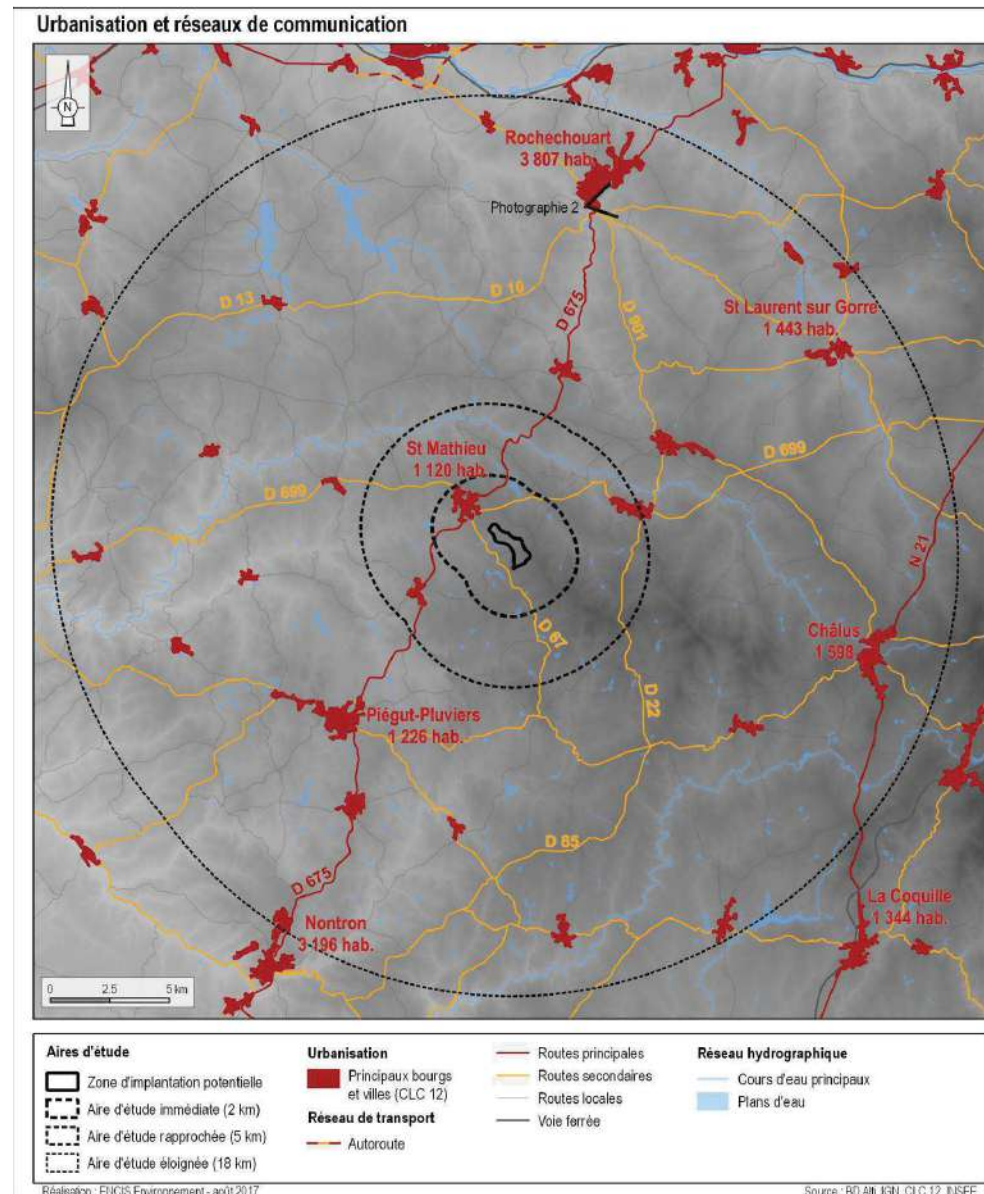 Urbanisation et réseaux de communication
N
Rochechouart
3 807 hab.
Photographie 2
D 13
D 10
D 675
D 901
St Laurent sur Gorre
1 443 hab.
St Mathieu
1 120 hab.
D 699
D 699
N 21
Châlus
1 598
D 67
D 22
Piégut-Pluviers
1 226 hab.
D 85
D 675
Nontron
3 196 hab.
La Coquille
1 344 hab.
0 2.5 5 km
Aires d'étude
Zone d'implantation potentielle
Aire d'étude immédiate (2 km)
Aire d'étude rapprochée (5 km)
Aire d'étude éloignée (18 km)
Urbanisation
Principaux bourgs
et villes (CLC 12)
Réseau de transport
Autoroute
Routes principales
Routes secondaires
Routes locales
Voie ferrée
Réseau hydrographique
Cours d'eau principaux
Plans d'eau
Réalisation : ENCIS Environnement - août 2017
Source : BD Alti, IGN, CLC 12, INSEE